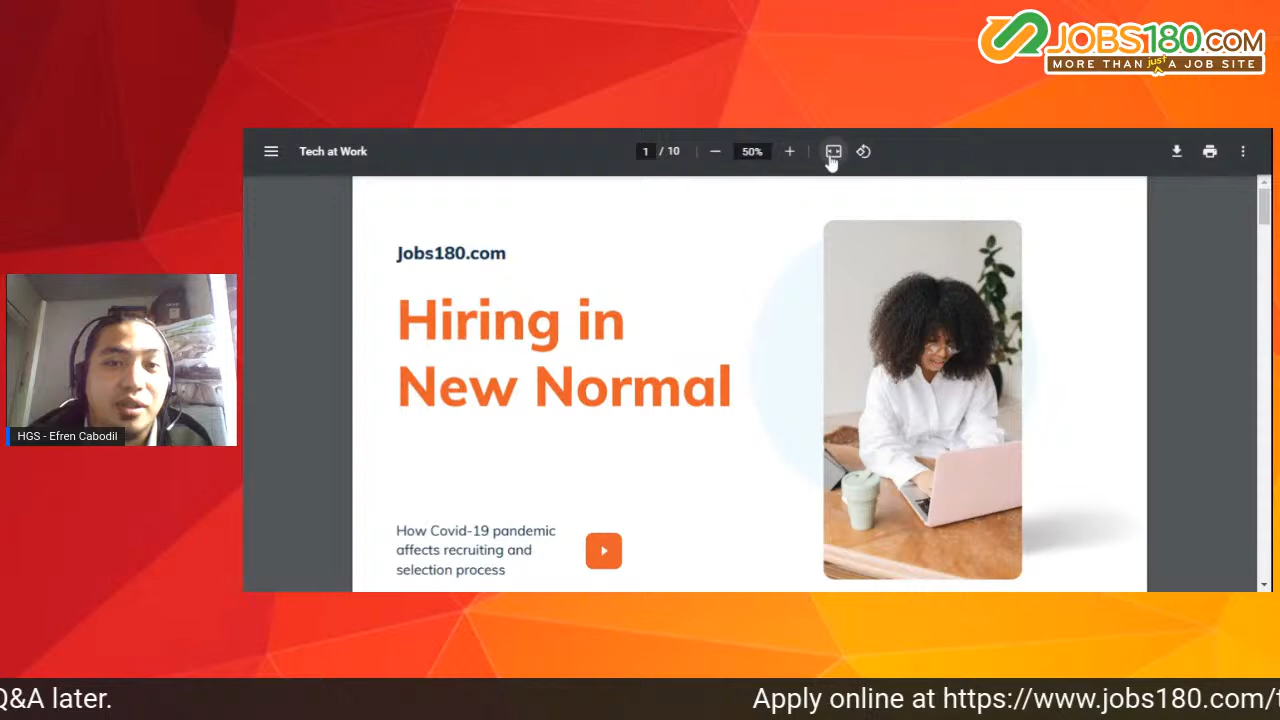 JOBS180.COM
MORE THAN just A JOB SITE
Tech at Work
1 / 10
50%
Jobs180.com
Hiring in
New Normal
How Covid-19 pandemic
affects recruiting and
selection process
HGS - Efren Cabodil
Q&A later.
Apply online at https://www.jobs180.com/